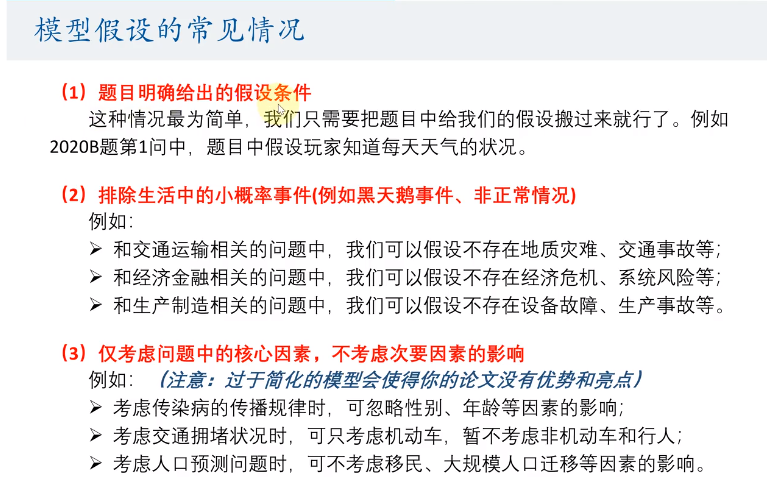 模型假设的常见情况
（1）题目明确给出的假设条件
这种情况最为简单，我们只需要把题目中给我们的假设搬过来就行了。例如
2020B题第1问中，题目中假设玩家知道每天天气的状况。
（2）排除生活中的小概率事件(例如黑天鹅事件、非正常情况)
例如：
➢ 和交通运输相关的问题中，我们可以假设不存在地质灾难、交通事故等；
➢ 和经济金融相关的问题中，我们可以假设不存在经济危机、系统风险等；
➢ 和生产制造相关的问题中，我们可以假设不存在设备故障、生产事故等。
（3）仅考虑问题中的核心因素，不考虑次要因素的影响
例如：（注意：过于简化的模型会使得你的论文没有优势和亮点）
➢ 考虑传染病的传播规律时，可忽略性别、年龄等因素的影响；
➢ 考虑交通拥堵状况时，可只考虑机动车，暂不考虑非机动车和行人；
➢ 考虑人口预测问题时，可不考虑移民、大规模人口迁移等因素的影响。